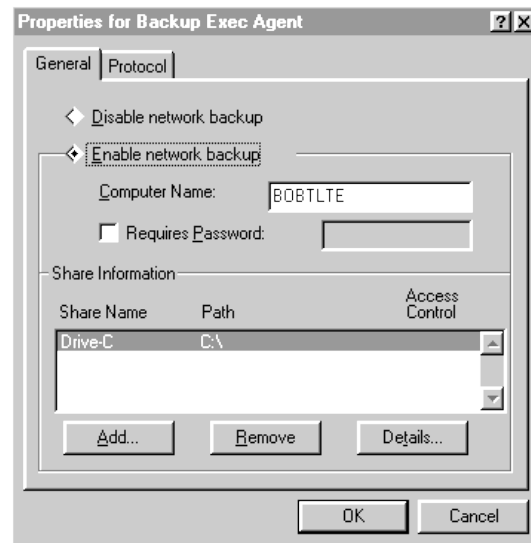 Properties for Backup Exec Agent
General Protocol
Disable network backup
Enable network backup
Computer Name: BOBTLTE
Requires Password:
Share Information
Share Name Path Access Control
Drive-C C:\
Add... Remove Details...
OK Cancel